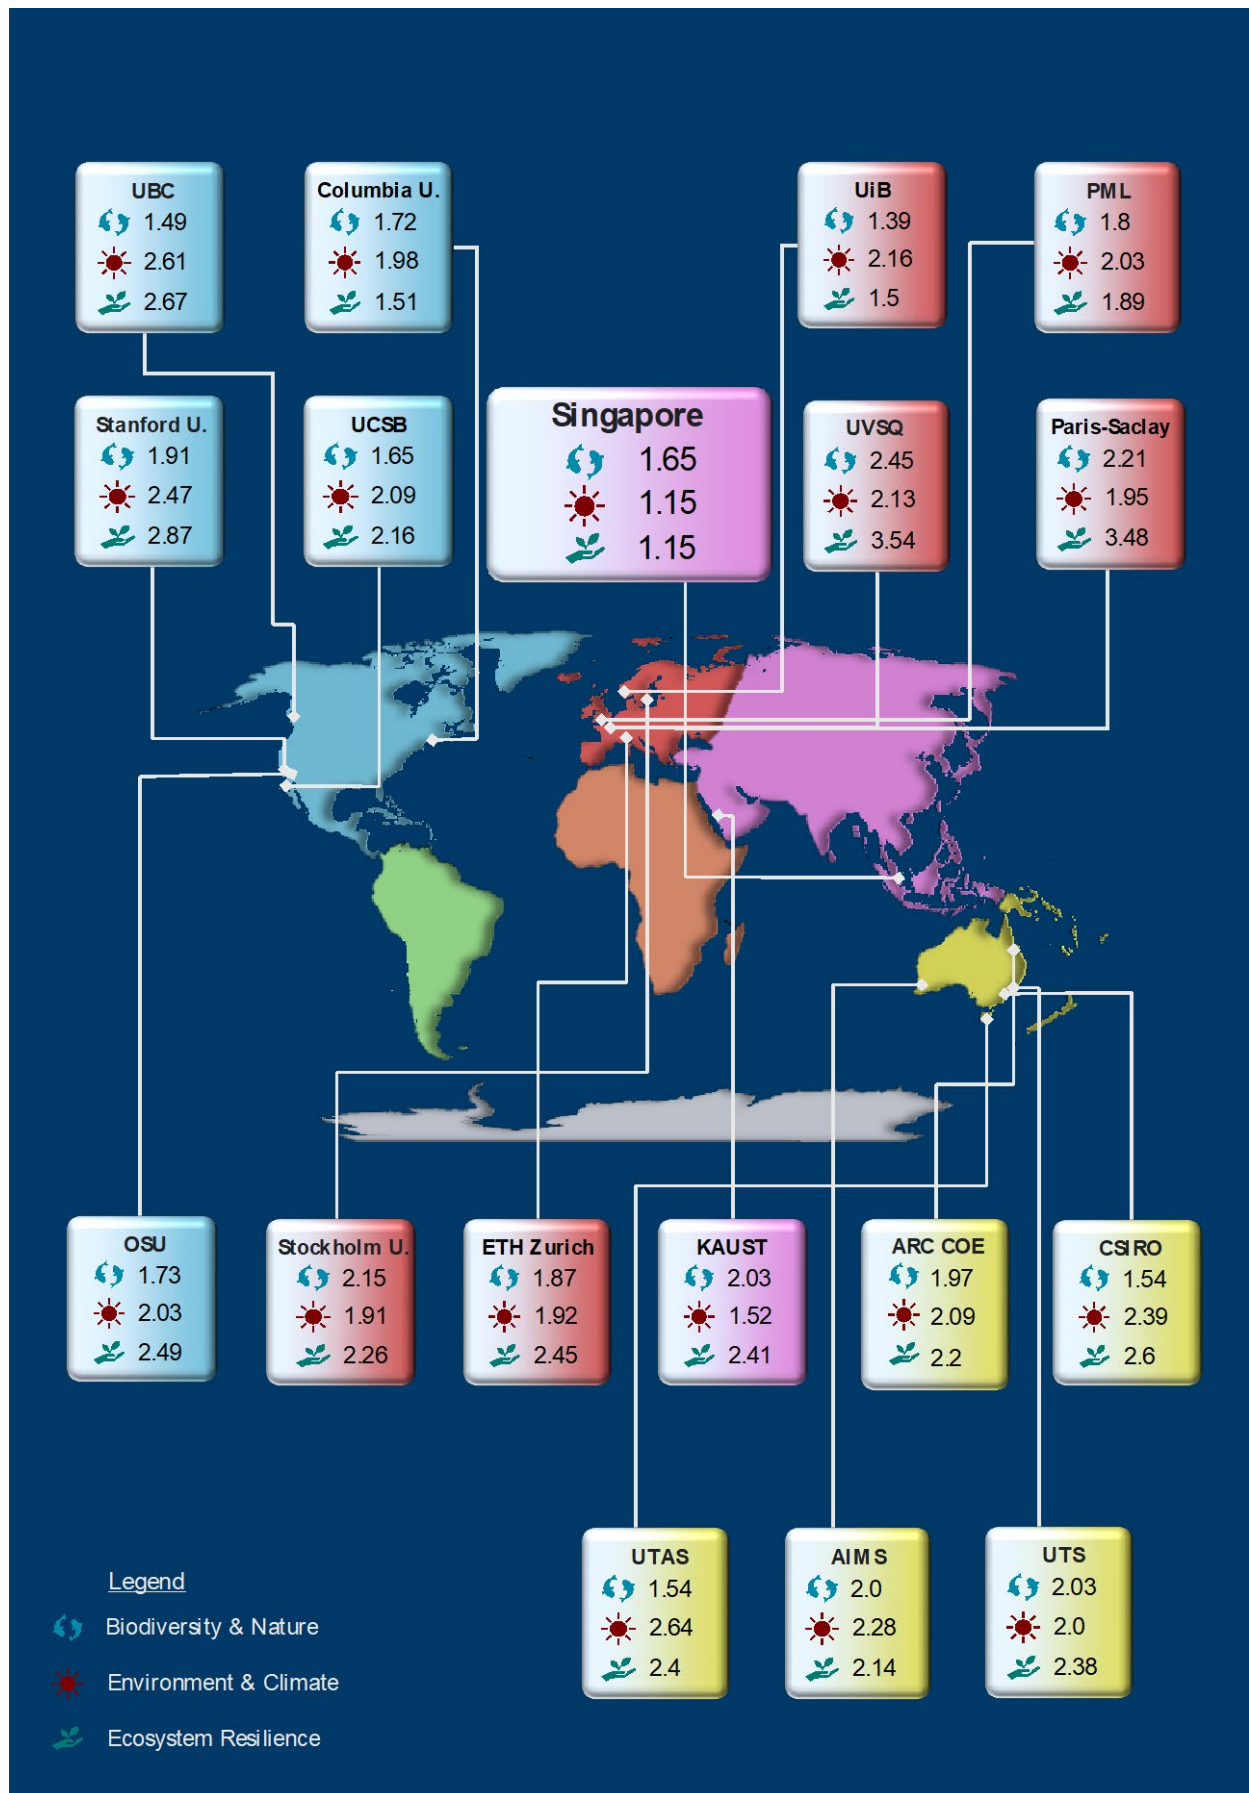 UBC
1.49
2.61
2.67
Columbia U.
1.72
1.98
1.51
UiB
1.39
2.16
1.5
PML
1.8
2.03
1.89
Stanford U.
1.91
2.47
2.87
UCSB
1.65
2.09
2.16
Singapore
1.65
1.15
1.15
UVSQ
2.45
2.13
3.54
Paris-Saclay
2.21
1.95
3.48
OSU
1.73
2.03
2.49
Stockholm U.
2.15
1.91
2.26
ETH Zurich
1.87
1.92
2.45
KAUST
2.03
1.52
2.41
ARC COE
1.97
2.09
2.2
CSIRO
1.54
2.39
2.6
UTAS
1.54
2.64
2.4
AIMS
2.0
2.28
2.14
UTS
2.03
2.0
2.38
Legend
Biodiversity & Nature
Environment & Climate
Ecosystem Resilience